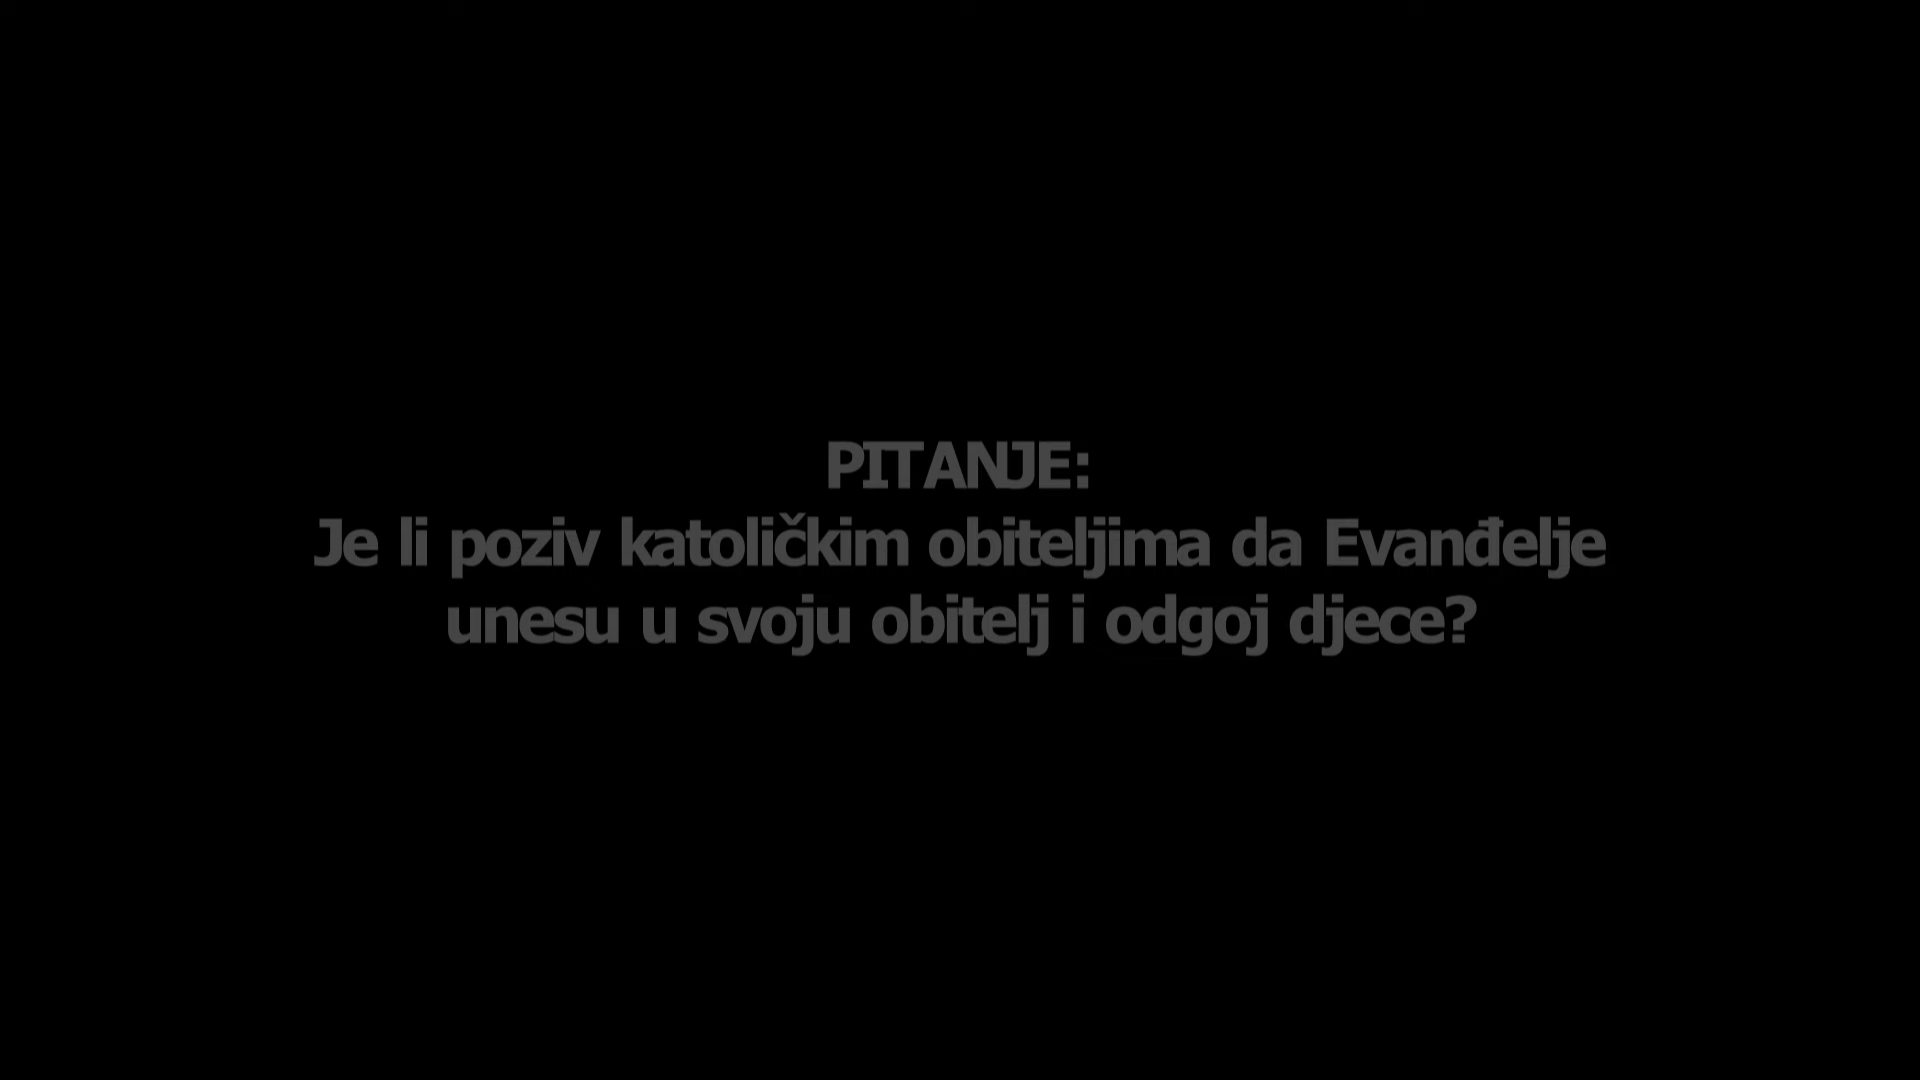 PITANJE:
Je li poziv katoličkim obiteljima da Evanđelje
unesu u svoju obitelj i odgoj djece?